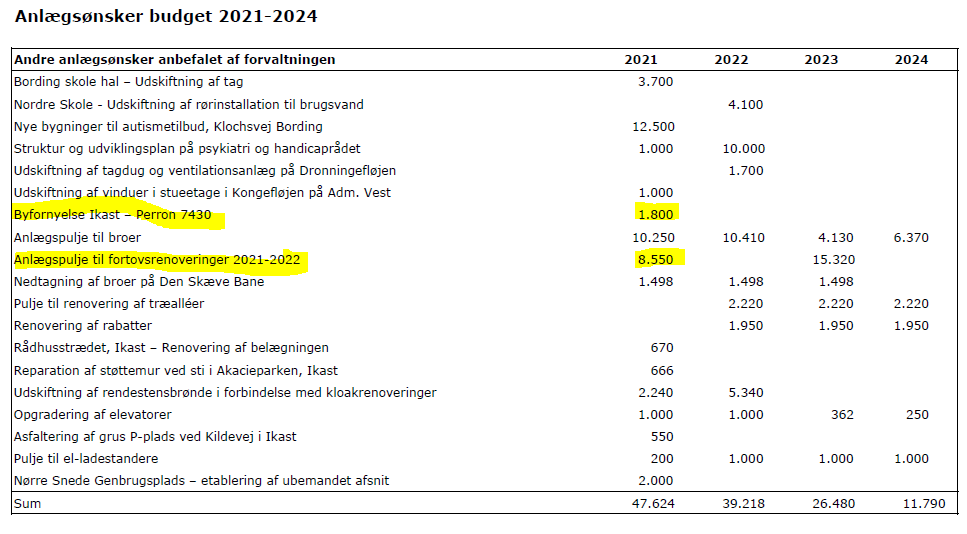 Anlægsønsker budget 2021-2024
Andre anlægsønsker anbefalet af forvaltningen 2021 2022 2023 2024
Bording skole hal – Udskiftning af tag 3.700
Nordre Skole - Udskiftning af rørinstallation til brugsvand 4.100
Nye bygninger til autismetilbud, Klochsvej Bording 12.500
Struktur og udviklingsplan på psykiatri og handicaprådet 1.000 10.000
Udskiftning af tagdug og ventilationsanlæg på Dronningefløjen 1.700
Udskiftning af vinduer i stueetage i Kongefløjen på Adm. Vest 1.000
Byfornyelse Ikast – Perron 7430 1.800
Anlægspulje til broer 10.250 10.410 4.130 6.370
Anlægspulje til fortovsrenoveringer 2021-2022 8.550 15.320
Nedtagning af broer på Den Skæve Bane 1.498 1.498 1.498
Pulje til renovering af træalléer 2.220 2.220 2.220
Renovering af rabatter 1.950 1.950 1.950
Rådhusstrædet, Ikast – Renovering af belægningen 670
Reparation af støttemur ved sti i Akacieparken, Ikast 666
Udskiftning af rendestensbrønde i forbindelse med kloakrenoveringer 2.240 5.340
Opgradering af elevatorer 1.000 1.000 362 250
Asfaltering af grus P-plads ved Kildevej i Ikast 550
Pulje til el-ladestandere 200 1.000 1.000 1.000
Nørre Snede Genbrugsplads – etablering af ubemandet afsnit 2.000
Sum 47.624 39.218 26.480 11.790